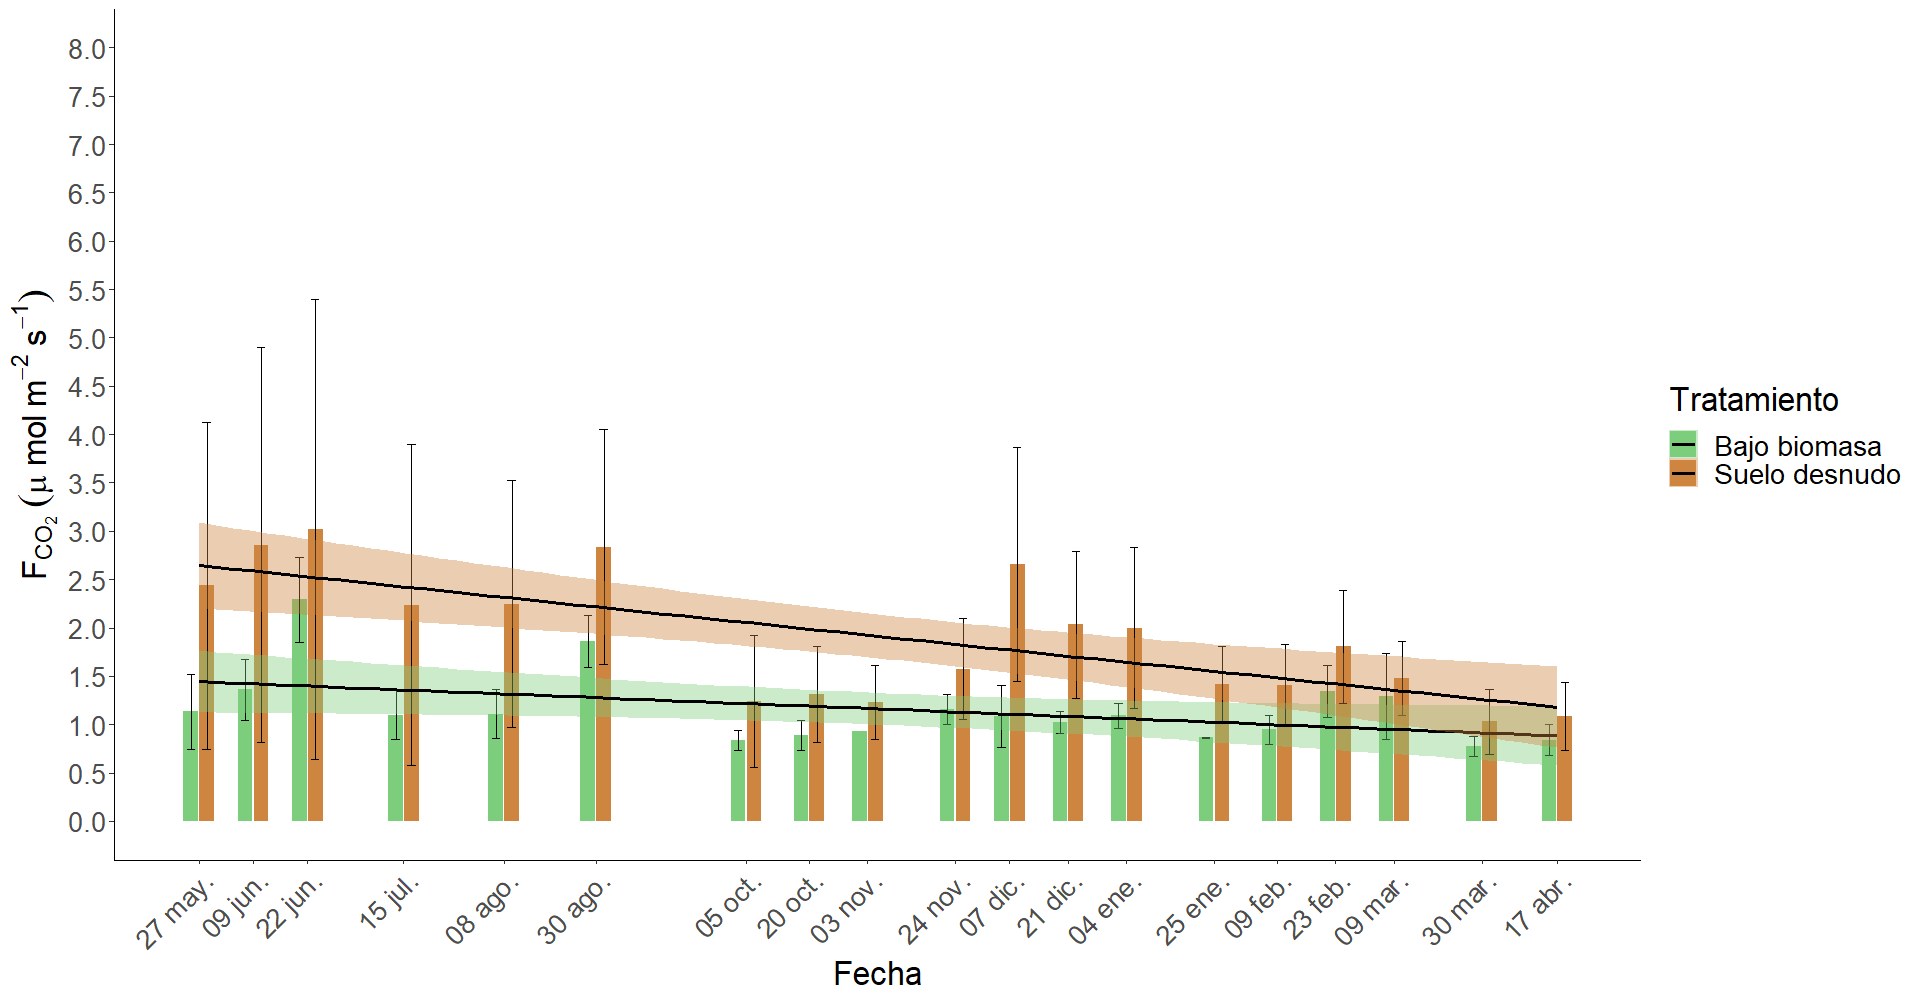 8.0
7.5
7.0
6.5
6.0
5.5
5.0
4.5
4.0
3.5
3.0
2.5
2.0
1.5
1.0
0.5
0.0
F_CO₂ (μ mol m⁻² s⁻¹)
27 may.
09 jun.
22 jun.
15 jul.
08 ago.
30 ago.
05 oct.
20 oct.
03 nov.
24 nov.
07 dic.
21 dic.
04 ene.
25 ene.
09 feb.
23 feb.
09 mar.
30 mar.
17 abr.
Fecha
Tratamiento
Bajo biomasa
Suelo desnudo